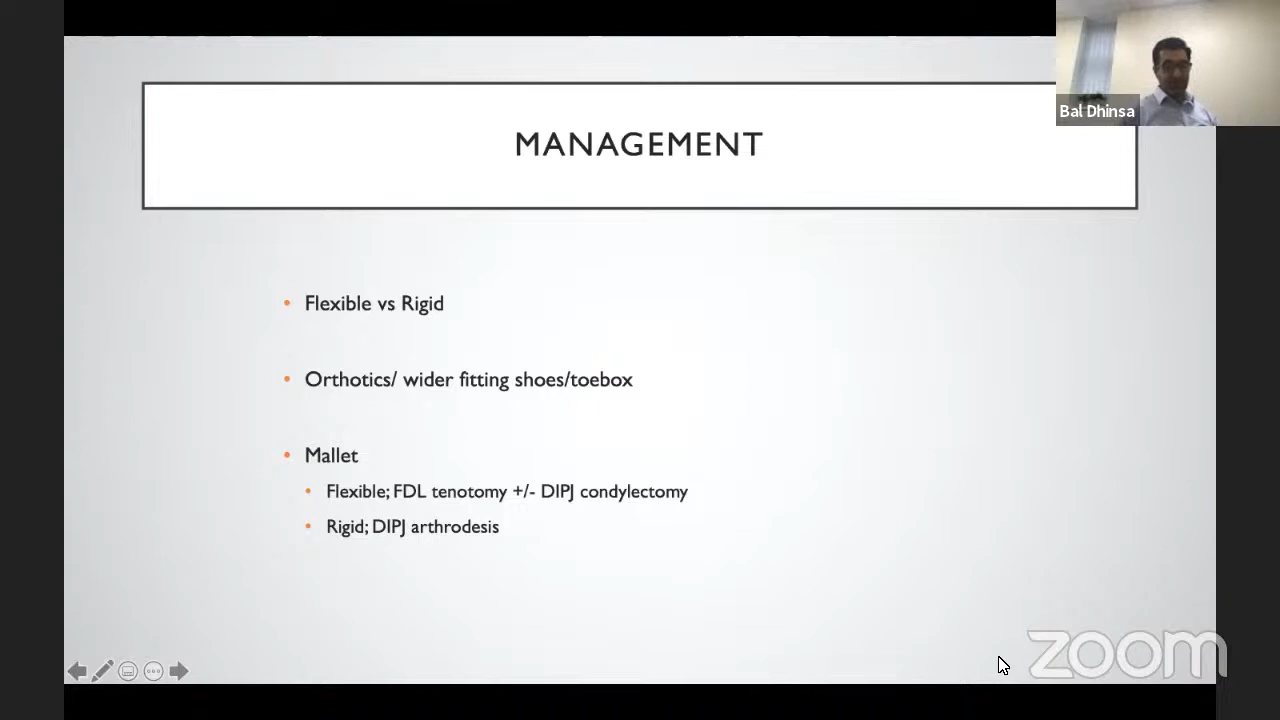 Bal Dhinsa
MANAGEMENT
• Flexible vs Rigid
• Orthotics/ wider fitting shoes/toebox
• Mallet
• Flexible; FDL tenotomy +/- DIPJ condylectomy
• Rigid; DIPJ arthrodesis
zoom